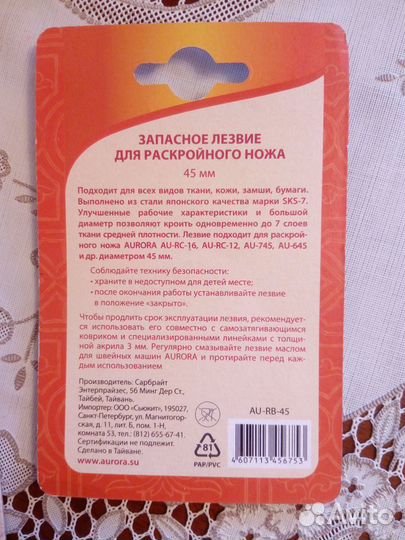 ЗАПАСНОЕ ЛЕЗВИЕ
ДЛЯ РАСКРОЙНОГО НОЖА
45 мм
Подходит для всех видов ткани, кожи, замши, бумаги.
Выполнено из стали японского качества марки SKS-7.
Улучшенные рабочие характеристики и большой
диаметр позволяют кроить одновременно до 7 слоев
ткани средней плотности. Лезвие подходит для раскрой-
ного ножа AURORA AU-RC-16, AU-RC-12, AU-745, AU-645
и др. диаметром 45 мм.
Соблюдайте технику безопасности:
• храните в недоступном для детей месте;
• после окончания работы устанавливайте лезвие
в положение «закрыто».
Чтобы продлить срок эксплуатации лезвия, рекомендует-
ся использовать его совместно с самозатягивающимся
ковриком и специализированными линейками с толщи-
ной акрила 3 мм. Регулярно смазывайте лезвие маслом
для швейных машин AURORA и протирайте перед каж-
дым использованием
Производитель: Сарбрайт
Энтерпрайзес, 56 Минг Дер Ст.,
Тайбей, Тайвань.
Импортер: ООО «Сьюкит», 195027,
Санкт-Петербург, ул. Магнитогор-
ская, д. 11, лит. Б, пом. 1-Н,
комната 53, тел.: (812) 655-67-41.
Сертификации не подлежит.
Сделано в Тайване.
www.aurora.su
81
PAP/PVC
AU-RB-45
4607113456753
Avito